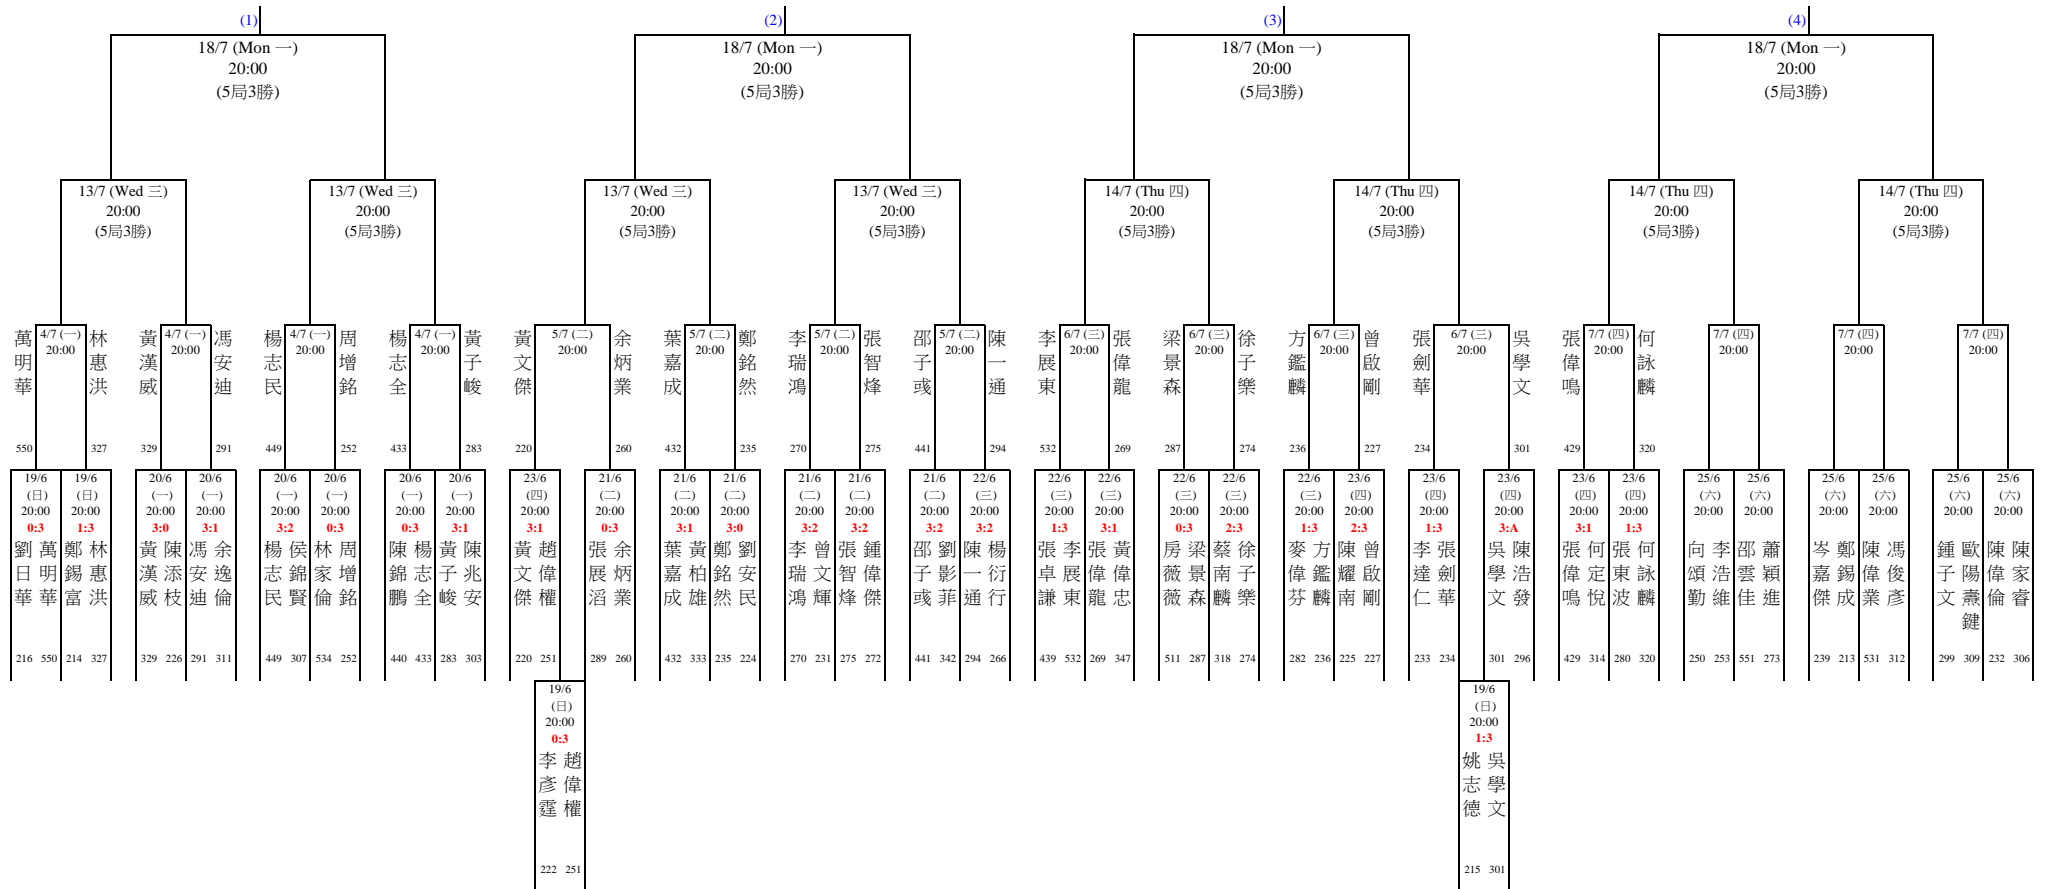 (1)
(2)
(3)
(4)
18/7 (Mon 一)
20:00
(5局3勝)
18/7 (Mon 一)
20:00
(5局3勝)
18/7 (Mon 一)
20:00
(5局3勝)
18/7 (Mon 一)
20:00
(5局3勝)
13/7 (Wed 三)
20:00
(5局3勝)
13/7 (Wed 三)
20:00
(5局3勝)
13/7 (Wed 三)
20:00
(5局3勝)
13/7 (Wed 三)
20:00
(5局3勝)
14/7 (Thu 四)
20:00
(5局3勝)
14/7 (Thu 四)
20:00
(5局3勝)
14/7 (Thu 四)
20:00
(5局3勝)
14/7 (Thu 四)
20:00
(5局3勝)
萬明華
550
4/7 (一)
20:00
林惠洪
327
黃漢威
329
4/7 (一)
20:00
馮安迪
291
楊志民
449
4/7 (一)
20:00
周增銘
252
楊志全
433
4/7 (一)
20:00
黃子峻
283
黃文傑
220
5/7 (二)
20:00
余炳業
260
葉嘉成
432
5/7 (二)
20:00
鄭銘然
235
李瑞鴻
270
5/7 (二)
20:00
張智烽
275
邵子彧
441
5/7 (二)
20:00
陳一通
294
李展東
532
6/7 (三)
20:00
張偉龍
269
梁景森
287
6/7 (三)
20:00
徐子樂
274
方鑑麟
236
6/7 (三)
20:00
曾啟剛
227
張劍華
234
6/7 (三)
20:00
吳學文
301
張偉鳴
429
7/7 (四)
20:00
何詠麟
320
7/7 (四)
20:00
7/7 (四)
20:00
7/7 (四)
20:00
19/6
(日)
20:00
0:3
劉日華
216
萬明華
550
19/6
(日)
20:00
1:3
鄭錫富
214
林惠洪
327
20/6
(一)
20:00
3:0
黃漢威
329
陳添枝
226
20/6
(一)
20:00
3:1
馮安迪
291
余逸倫
311
20/6
(一)
20:00
3:2
楊志民
449
侯錦賢
307
20/6
(一)
20:00
0:3
林家倫
534
周增銘
252
20/6
(一)
20:00
0:3
陳錦鵬
440
楊志全
433
20/6
(一)
20:00
3:1
黃子峻
283
陳兆安
303
23/6
(四)
20:00
3:1
黃文傑
220
趙偉權
251
21/6
(二)
20:00
0:3
張展滔
289
余炳業
260
21/6
(二)
20:00
3:1
葉嘉成
432
黃柏雄
333
21/6
(二)
20:00
3:0
鄭銘然
235
劉安民
224
21/6
(二)
20:00
3:2
李瑞鴻
270
曾文輝
231
21/6
(二)
20:00
3:2
張智烽
275
鍾偉傑
272
21/6
(二)
20:00
3:2
邵子彧
441
劉影菲
342
22/6
(三)
20:00
3:2
陳一通
294
楊衍行
266
22/6
(三)
20:00
1:3
張卓謙
439
李展東
532
22/6
(三)
20:00
3:1
張偉龍
269
黃偉忠
347
22/6
(三)
20:00
0:3
房薇薇
511
梁景森
287
22/6
(三)
20:00
2:3
蔡南麟
318
徐子樂
274
22/6
(三)
20:00
1:3
麥偉芬
282
方鑑麟
236
23/6
(四)
20:00
2:3
陳耀南
225
曾啟剛
227
23/6
(四)
20:00
1:3
李達仁
233
張劍華
234
23/6
(四)
20:00
3:A
吳學文
301
陳浩發
296
23/6
(四)
20:00
3:1
張偉鳴
429
何定悅
314
23/6
(四)
20:00
1:3
張東波
280
何詠麟
320
25/6
(六)
20:00
向頌勤
250
李浩維
253
25/6
(六)
20:00
邵雲佳
551
蕭穎進
273
25/6
(六)
20:00
岑嘉傑
239
鄭錫成
213
25/6
(六)
20:00
陳偉業
531
馮俊彥
312
25/6
(六)
20:00
鍾子文
299
歐陽燾鍵
309
25/6
(六)
20:00
陳偉倫
232
陳家睿
306
19/6
(日)
20:00
0:3
李彥霆
222
趙偉權
251
19/6
(日)
20:00
1:3
姚志德
215
吳學文
301